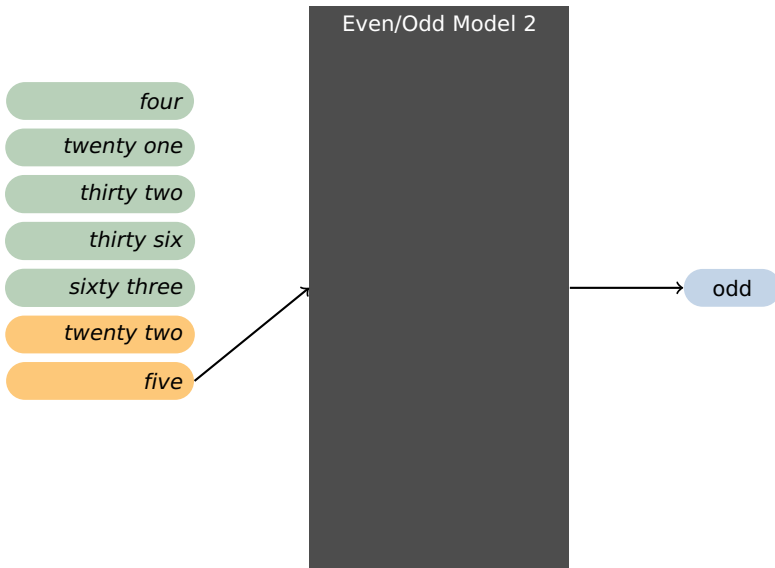 Even/Odd Model 2
four
twenty one
thirty two
thirty six
sixty three
twenty two
five
odd